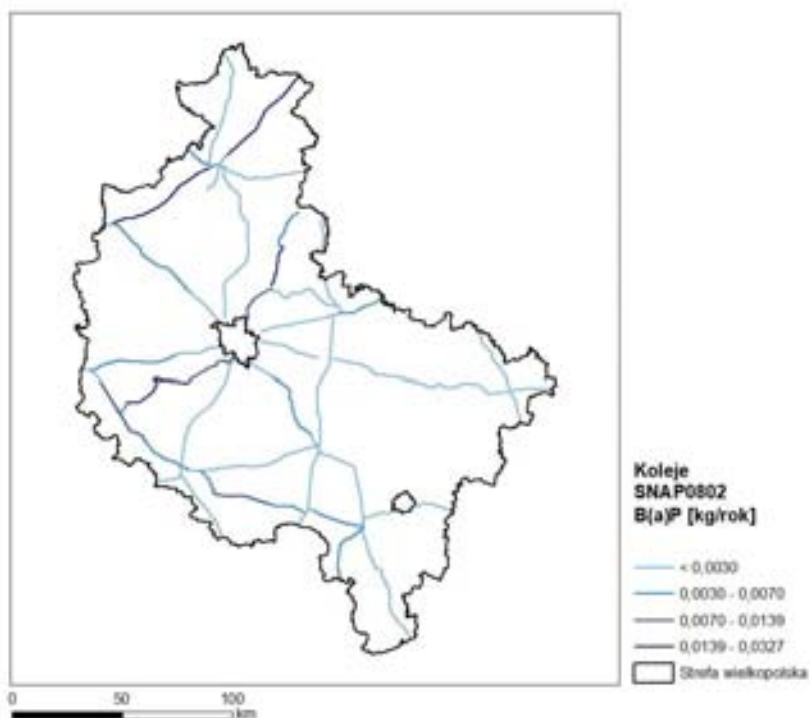 Koleje
SNAP0802
B(a)P [kg/rok]
< 0,0030
0,0030 - 0,0070
0,0070 - 0,0139
0,0139 - 0,0327
Strefa wielkopolska
0 50 100
km